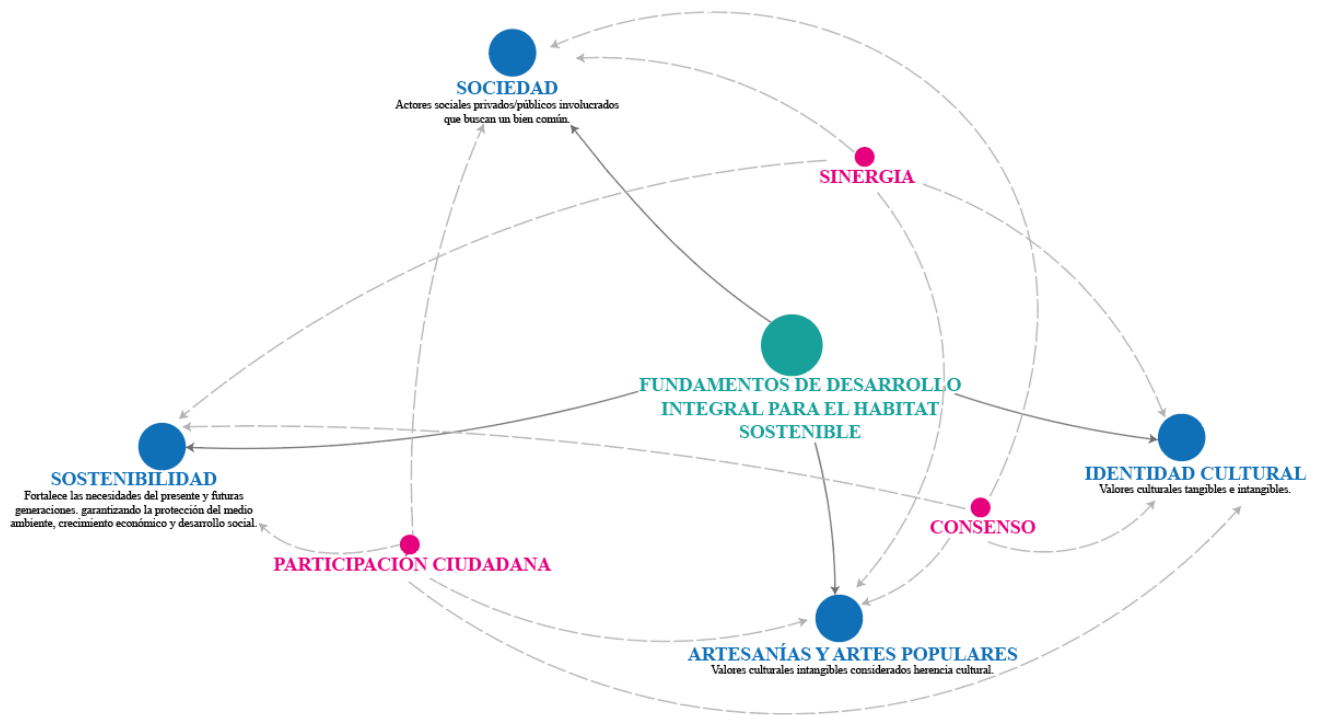 SOCIEDAD
Actores sociales privados/públicos involucrados
que buscan un bien común.
SINERGIA
FUNDAMENTOS DE DESARROLLO
INTEGRAL PARA EL HABITAT
SOSTENIBLE
SOSTENIBILIDAD
Fortalece las necesidades del presente y futuras
generaciones. garantizando la protección del medio
ambiente, crecimiento económico y desarrollo social.
IDENTIDAD CULTURAL
Valores culturales tangibles e intangibles.
CONSENSO
PARTICIPACIÓN CIUDADANA
ARTESANÍAS Y ARTES POPULARES
Valores culturales intangibles considerados herencia cultural.